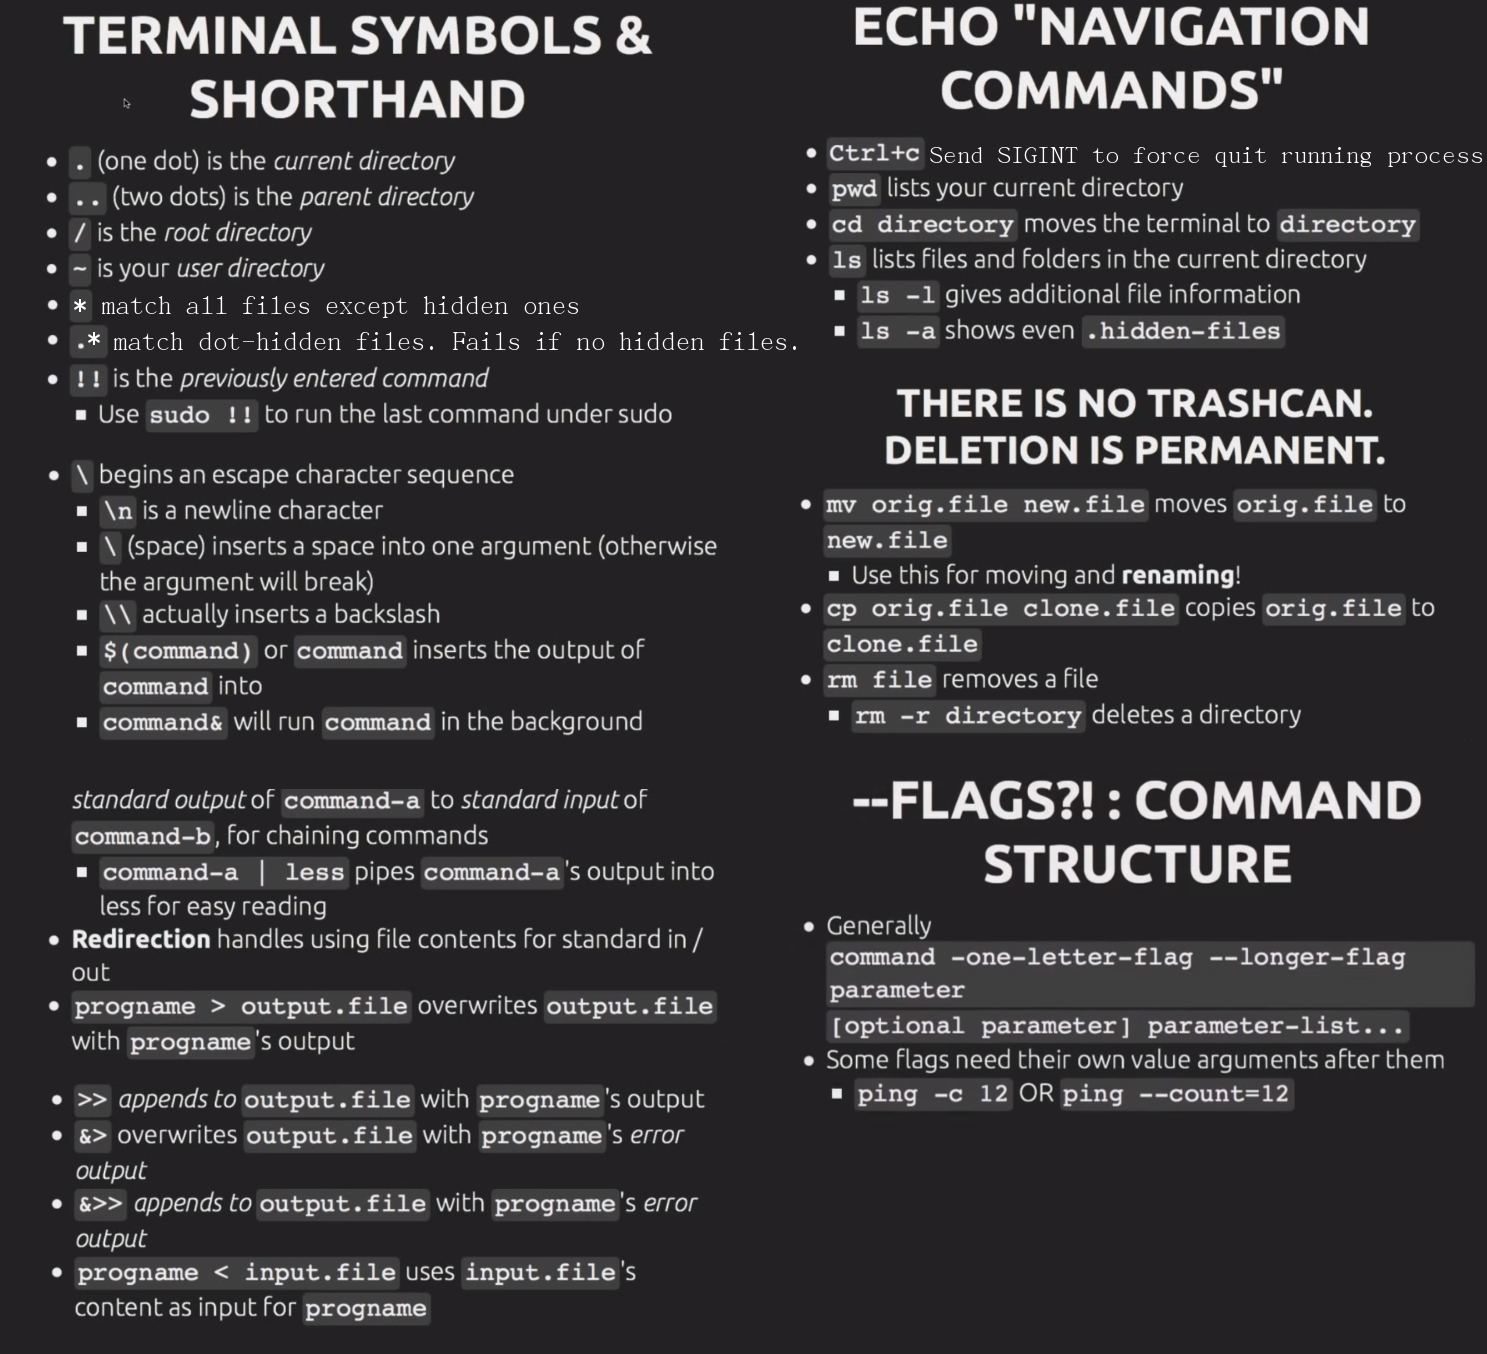 TERMINAL SYMBOLS &
SHORTHAND
. (one dot) is the current directory
.. (two dots) is the parent directory
/ is the root directory
~ is your user directory
* match all files except hidden ones
.* match dot-hidden files. Fails if no hidden files.
!! is the previously entered command
Use sudo !! to run the last command under sudo
\ begins an escape character sequence
\n is a newline character
\ (space) inserts a space into one argument (otherwise
the argument will break)
\\ actually inserts a backslash
$(command) or command inserts the output of
command into
command& will run command in the background
standard output of command-a to standard input of
command-b, for chaining commands
command-a | less pipes command-a's output into
less for easy reading
Redirection handles using file contents for standard in /
out
progname > output.file overwrites output.file
with progname's output
>> appends to output.file with progname's output
&> overwrites output.file with progname's error
output
&>> appends to output.file with progname's error
output
progname < input.file uses input.file's
content as input for progname
ECHO "NAVIGATION
COMMANDS"
Ctrl+c Send SIGINT to force quit running process
pwd lists your current directory
cd directory moves the terminal to directory
ls lists files and folders in the current directory
ls -l gives additional file information
ls -a shows even .hidden-files
THERE IS NO TRASHCAN.
DELETION IS PERMANENT.
mv orig.file new.file moves orig.file to
new.file
Use this for moving and renaming!
cp orig.file clone.file copies orig.file to
clone.file
rm file removes a file
rm -r directory deletes a directory
--FLAGS?! : COMMAND
STRUCTURE
Generally
command -one-letter-flag --longer-flag
parameter
[optional parameter] parameter-list...
Some flags need their own value arguments after them
ping -c 12 OR ping --count=12